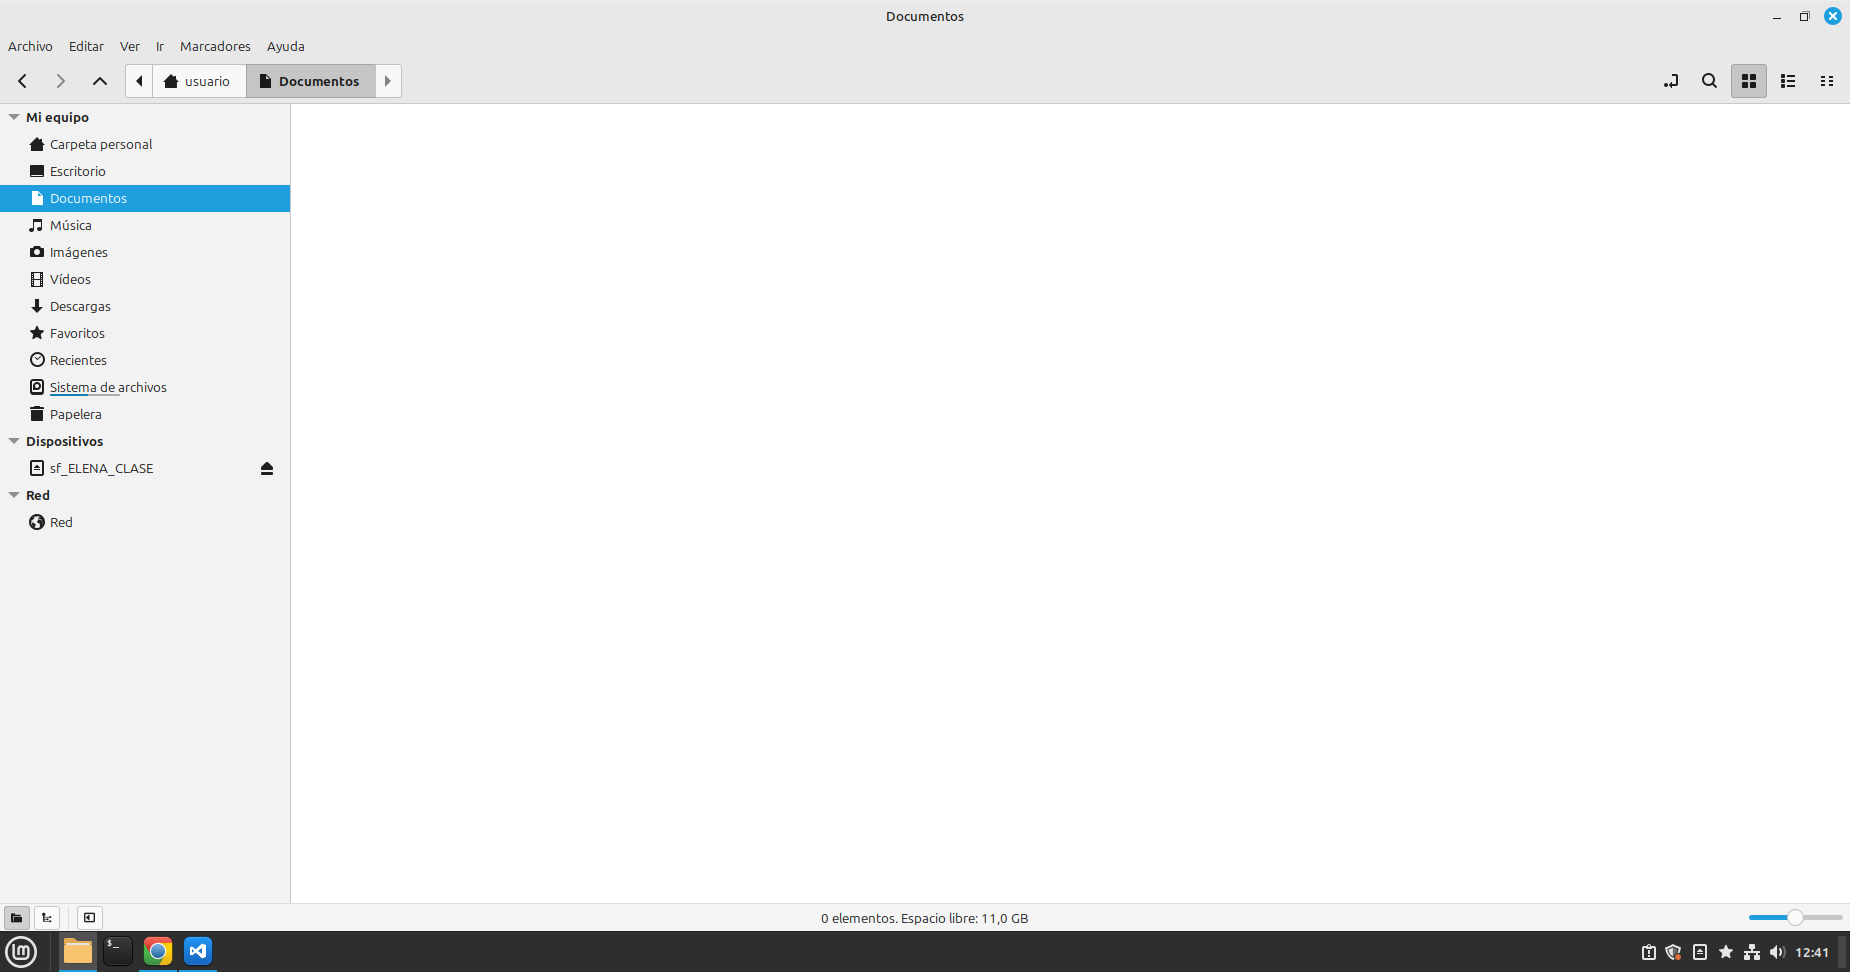 Documentos
Archivo Editar Ver Ir Marcadores Ayuda
usuario Documentos
Mi equipo
Carpeta personal
Escritorio
Documentos
Música
Imágenes
Vídeos
Descargas
Favoritos
Recientes
Sistema de archivos
Papelera
Dispositivos
sf_ELENA_CLASE
Red
Red
0 elementos. Espacio libre: 11,0 GB
12:41